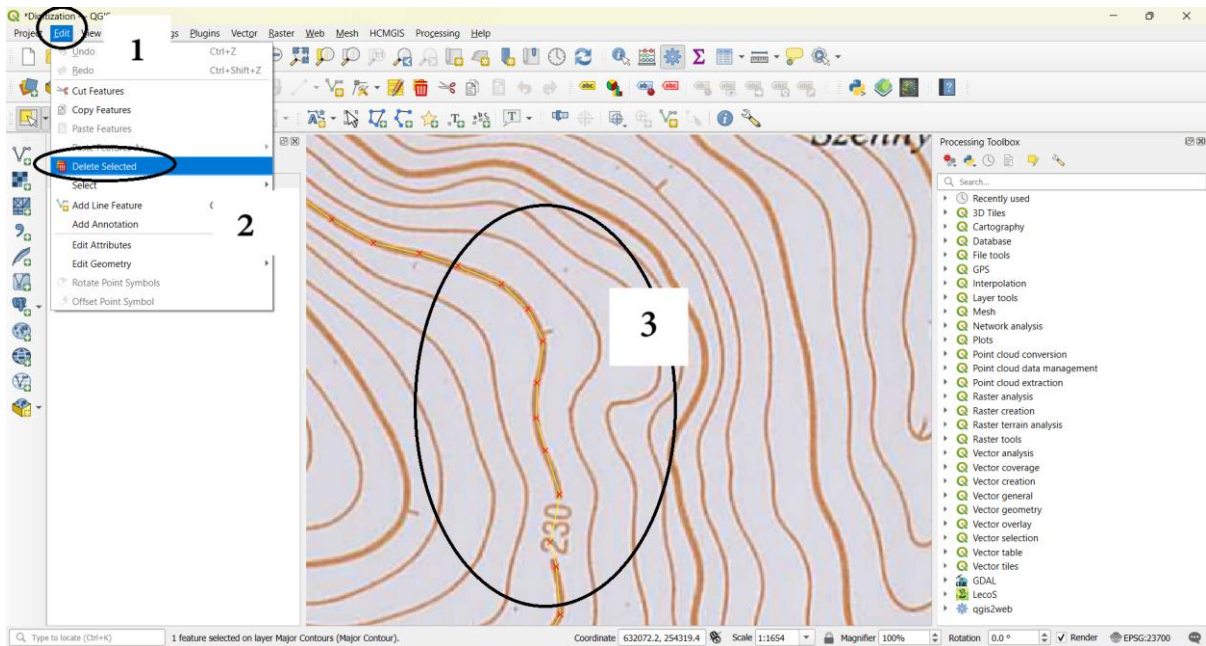 *Digitization — QGIS
Project Edit View gs Plugins Vector Raster Web Mesh HCMGIS Processing Help
1
Undo Ctrl+Z
Redo Ctrl+Shift+Z
Cut Features
Copy Features
Paste Features
Paste Features As
Delete Selected
Select
Add Line Feature
Add Annotation
2
Edit Attributes
Edit Geometry
Rotate Point Symbols
Offset Point Symbol
abc abc abc
3
230
Processing Toolbox
Search...
Recently used
3D Tiles
Cartography
Database
File tools
GPS
Interpolation
Layer tools
Mesh
Network analysis
Plots
Point cloud conversion
Point cloud data management
Point cloud extraction
Raster analysis
Raster creation
Raster terrain analysis
Raster tools
Vector analysis
Vector coverage
Vector creation
Vector general
Vector geometry
Vector overlay
Vector selection
Vector table
Vector tiles
GDAL
LecoS
qgis2web
Type to locate (Ctrl+K) 1 feature selected on layer Major Contours (Major Contour). Coordinate 632072.2, 254319.4 Scale 1:1654 Magnifier 100% Rotation 0.0 ° Render EPSG:23700